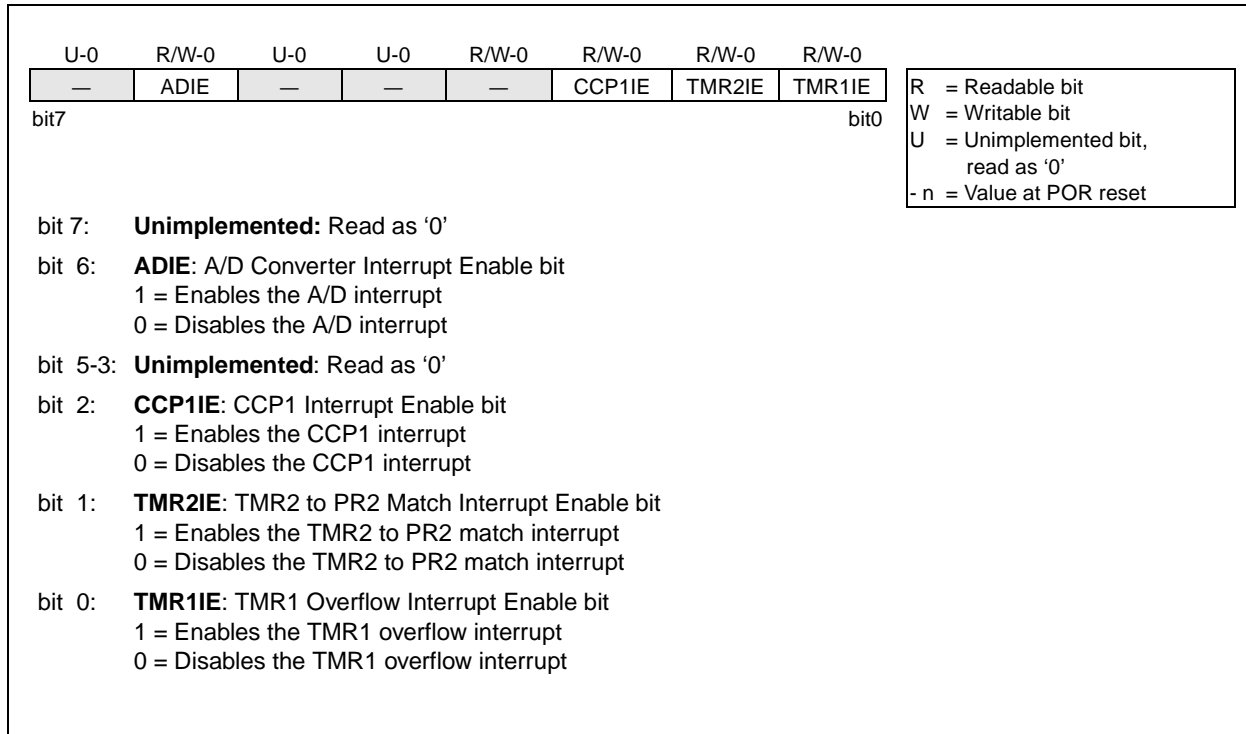 U-0 R/W-0 U-0 U-0 R/W-0 R/W-0 R/W-0 R/W-0
— ADIE — — — CCP1IE TMR2IE TMR1IE
bit7 bit0
R = Readable bit
W = Writable bit
U = Unimplemented bit,
read as ‘0’
- n = Value at POR reset
bit 7: Unimplemented: Read as ‘0’
bit 6: ADIE: A/D Converter Interrupt Enable bit
1 = Enables the A/D interrupt
0 = Disables the A/D interrupt
bit 5-3: Unimplemented: Read as ‘0’
bit 2: CCP1IE: CCP1 Interrupt Enable bit
1 = Enables the CCP1 interrupt
0 = Disables the CCP1 interrupt
bit 1: TMR2IE: TMR2 to PR2 Match Interrupt Enable bit
1 = Enables the TMR2 to PR2 match interrupt
0 = Disables the TMR2 to PR2 match interrupt
bit 0: TMR1IE: TMR1 Overflow Interrupt Enable bit
1 = Enables the TMR1 overflow interrupt
0 = Disables the TMR1 overflow interrupt